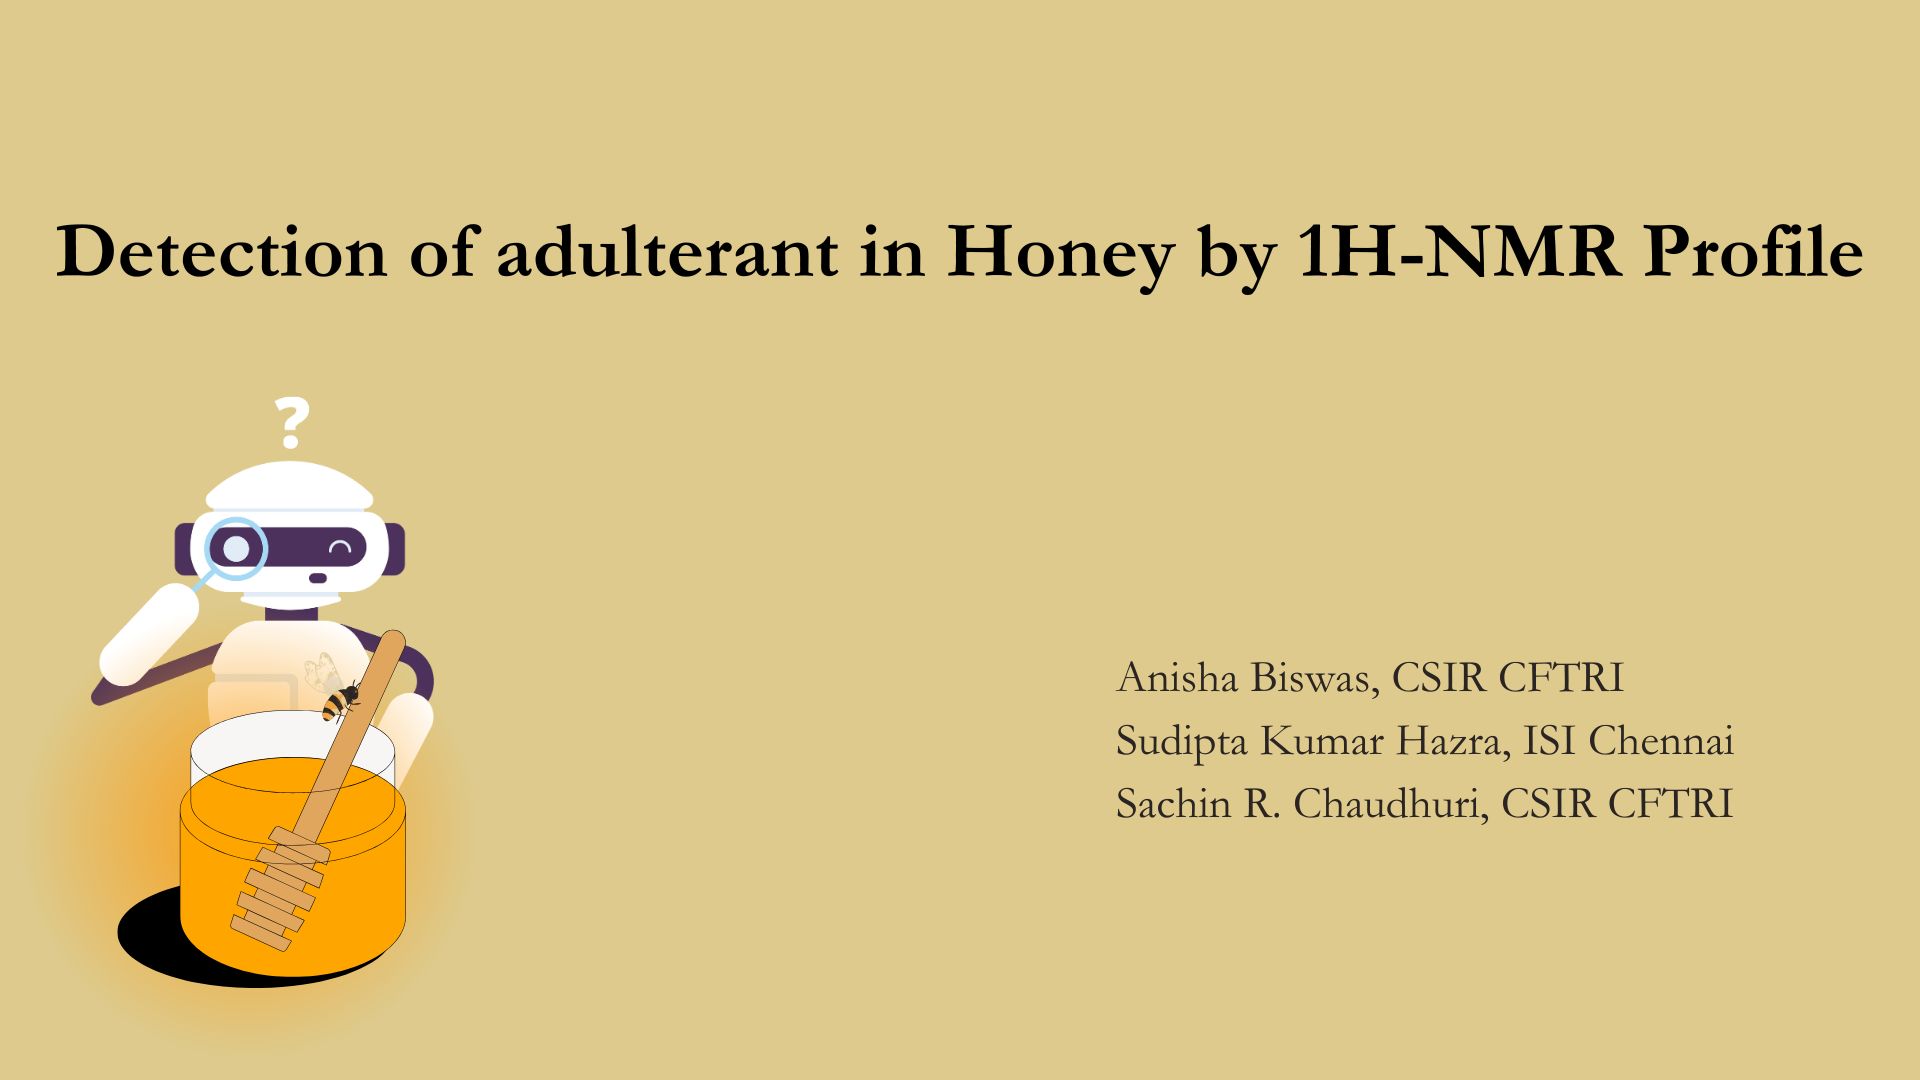 Detection of adulterant in Honey by 1H-NMR Profile
?
Anisha Biswas, CSIR CFTRI
Sudipta Kumar Hazra, ISI Chennai
Sachin R. Chaudhuri, CSIR CFTRI